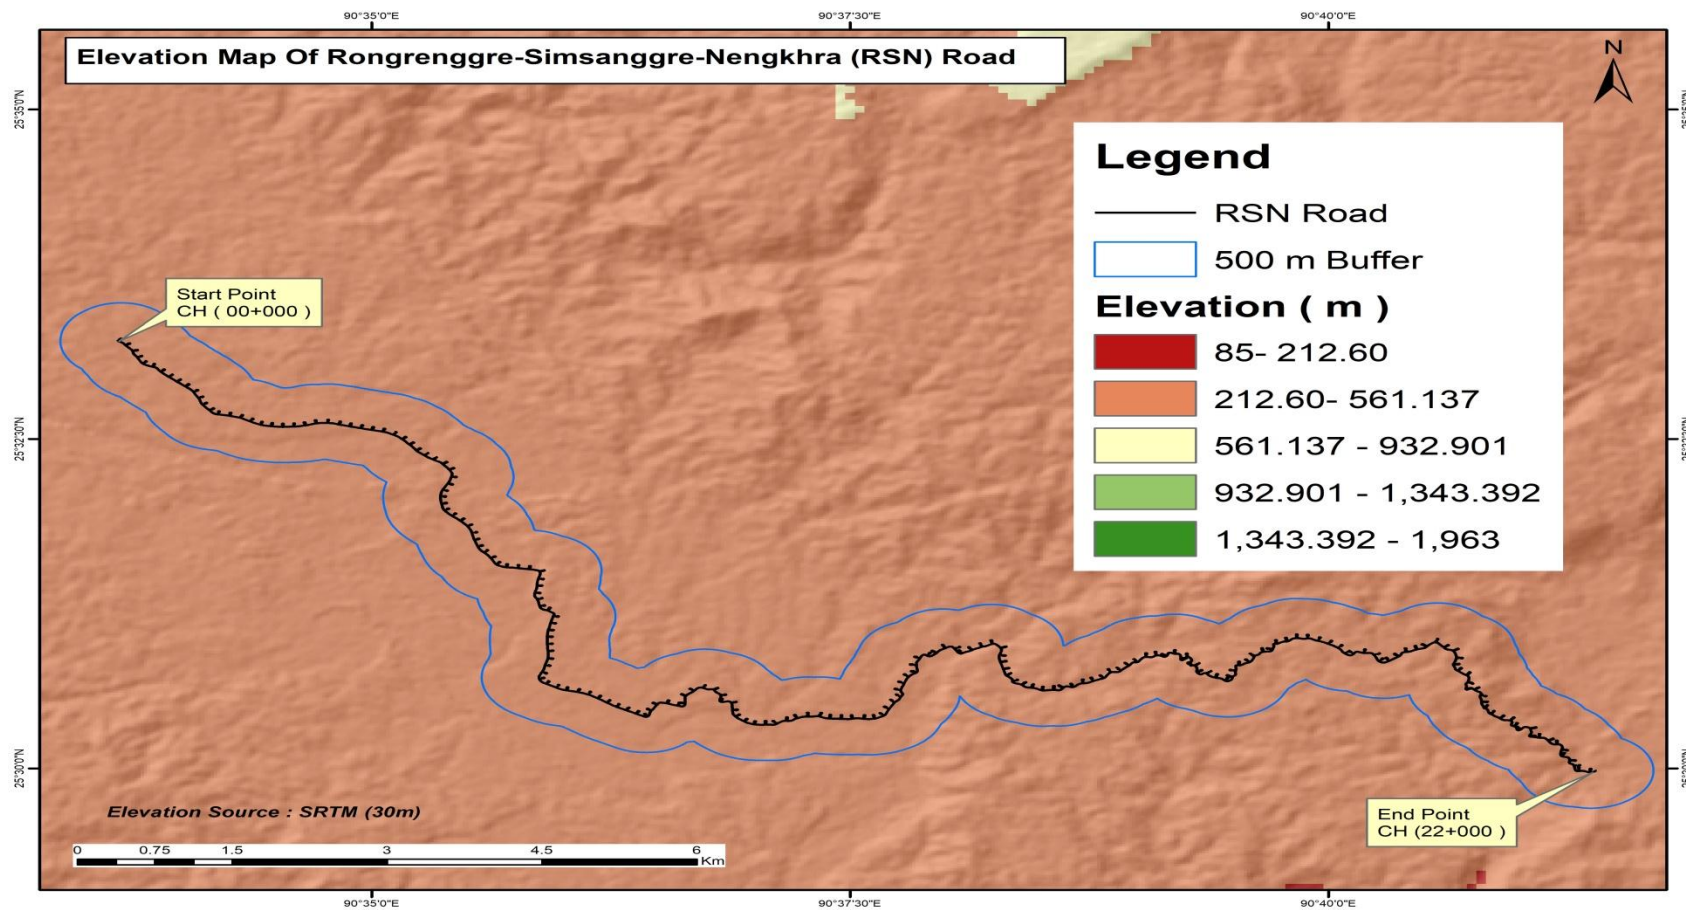 90°35'0"E 90°37'30"E 90°40'0"E
Elevation Map Of Rongrenggre-Simsanggre-Nengkhra (RSN) Road
N
25°35'0"N
Legend
RSN Road
500 m Buffer
Elevation ( m )
85- 212.60
212.60- 561.137
561.137 - 932.901
932.901 - 1,343.392
1,343.392 - 1,963
Start Point
CH ( 00+000 )
25°32'30"N
25°30'0"N
End Point
CH (22+000 )
Elevation Source : SRTM (30m)
0 0.75 1.5 3 4.5 6
Km
90°35'0"E 90°37'30"E 90°40'0"E